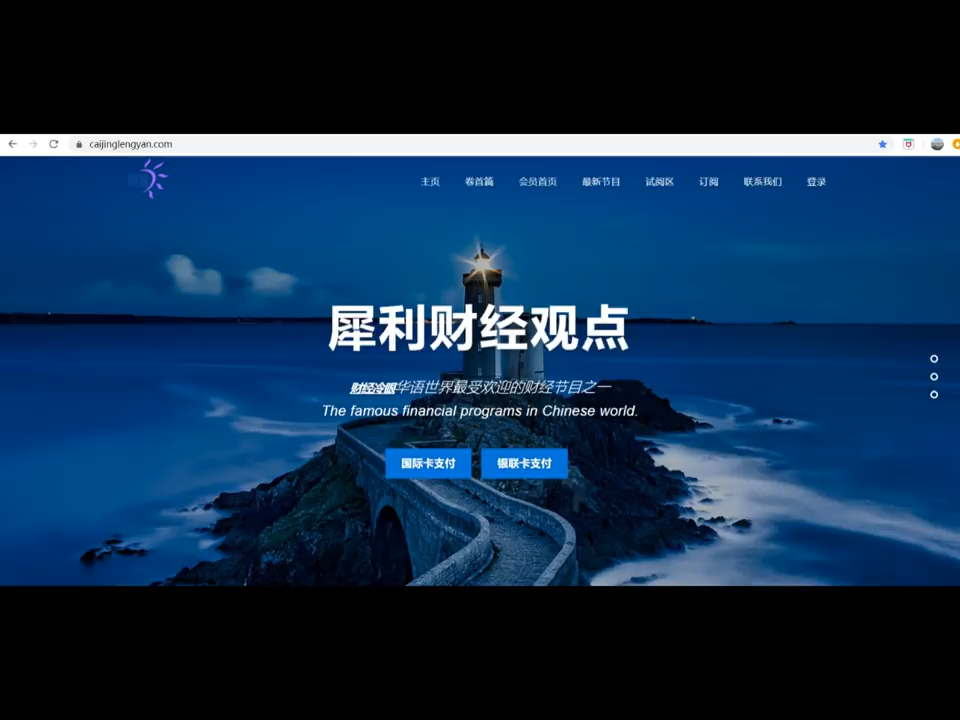 caijinglengyan.com
主页 卷首篇 会员首页 最新节目 试阅区 订阅 联系我们 登录
犀利财经观点
财经冷眼华语世界最受欢迎的财经节目之一
The famous financial programs in Chinese world.
国际卡支付 银联卡支付